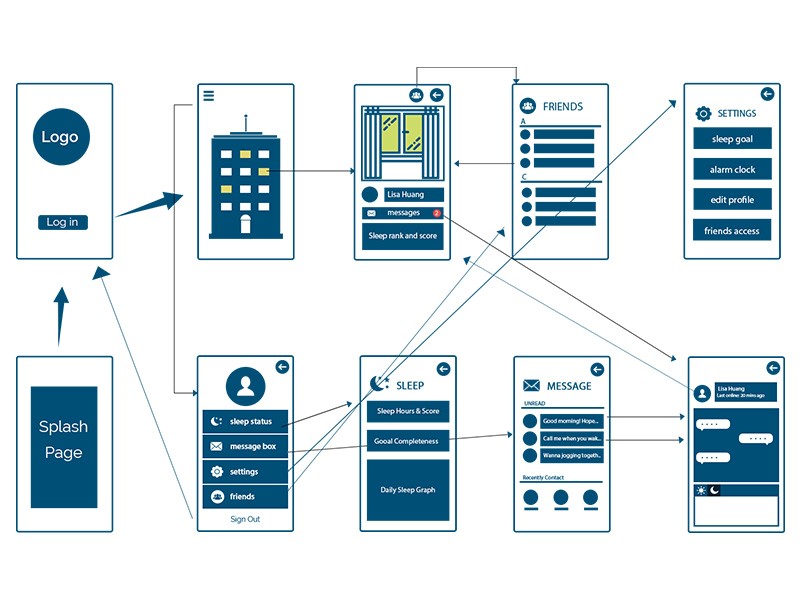 Logo
Log in
Lisa Huang
messages
2
Sleep rank and score
FRIENDS
A
C
SETTINGS
sleep goal
alarm clock
edit profile
friends access
Splash
Page
sleep status
message box
settings
friends
Sign Out
SLEEP
Sleep Hours & Score
Gooal Completeness
Daily Sleep Graph
MESSAGE
UNREAD
Good morning! Hope...
Call me when you wak...
Wanna jogging togeth..
Recently Contact
Lisa Huang
Last online: 30 mins ago